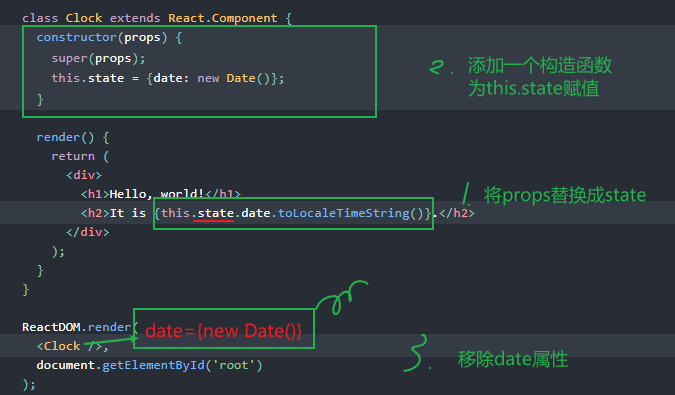 class Clock extends React.Component {
constructor(props) {
super(props);
this.state = {date: new Date()};
}
2. 添加一个构造函数
为this.state赋值
render() {
return (
<div>
<h1>Hello, world!</h1>
1. 将props替换成state
<h2>It is {this.state.date.toLocaleTimeString()}.</h2>
</div>
);
}
}
ReactDOM.render(
date={new Date()}
<Clock />,
3. 移除date属性
document.getElementById('root')
);